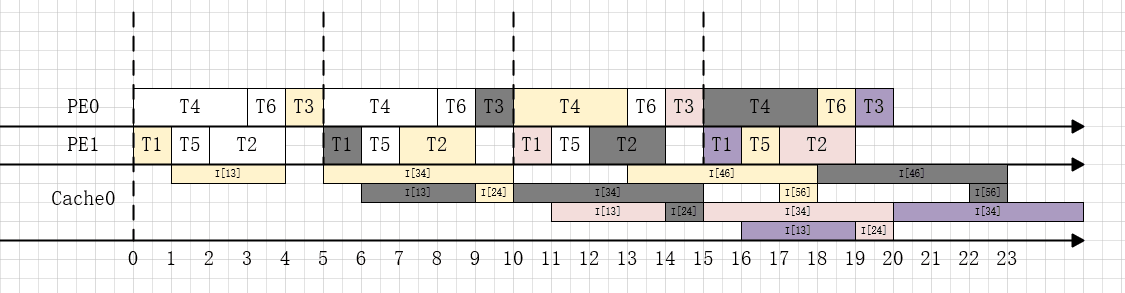 PE0 T4 T6 T3 T4 T6 T3 T4 T6 T3 T4 T6 T3
PE1 T1 T5 T2 T1 T5 T2 T1 T5 T2 T1 T5 T2
I[13] I[34] I[46] I[46]
Cache0 I[13] I[24] I[34] I[56] I[56]
I[13] I[24] I[34] I[34]
I[13] I[24]
0 1 2 3 4 5 6 7 8 9 10 11 12 13 14 15 16 17 18 19 20 21 22 23